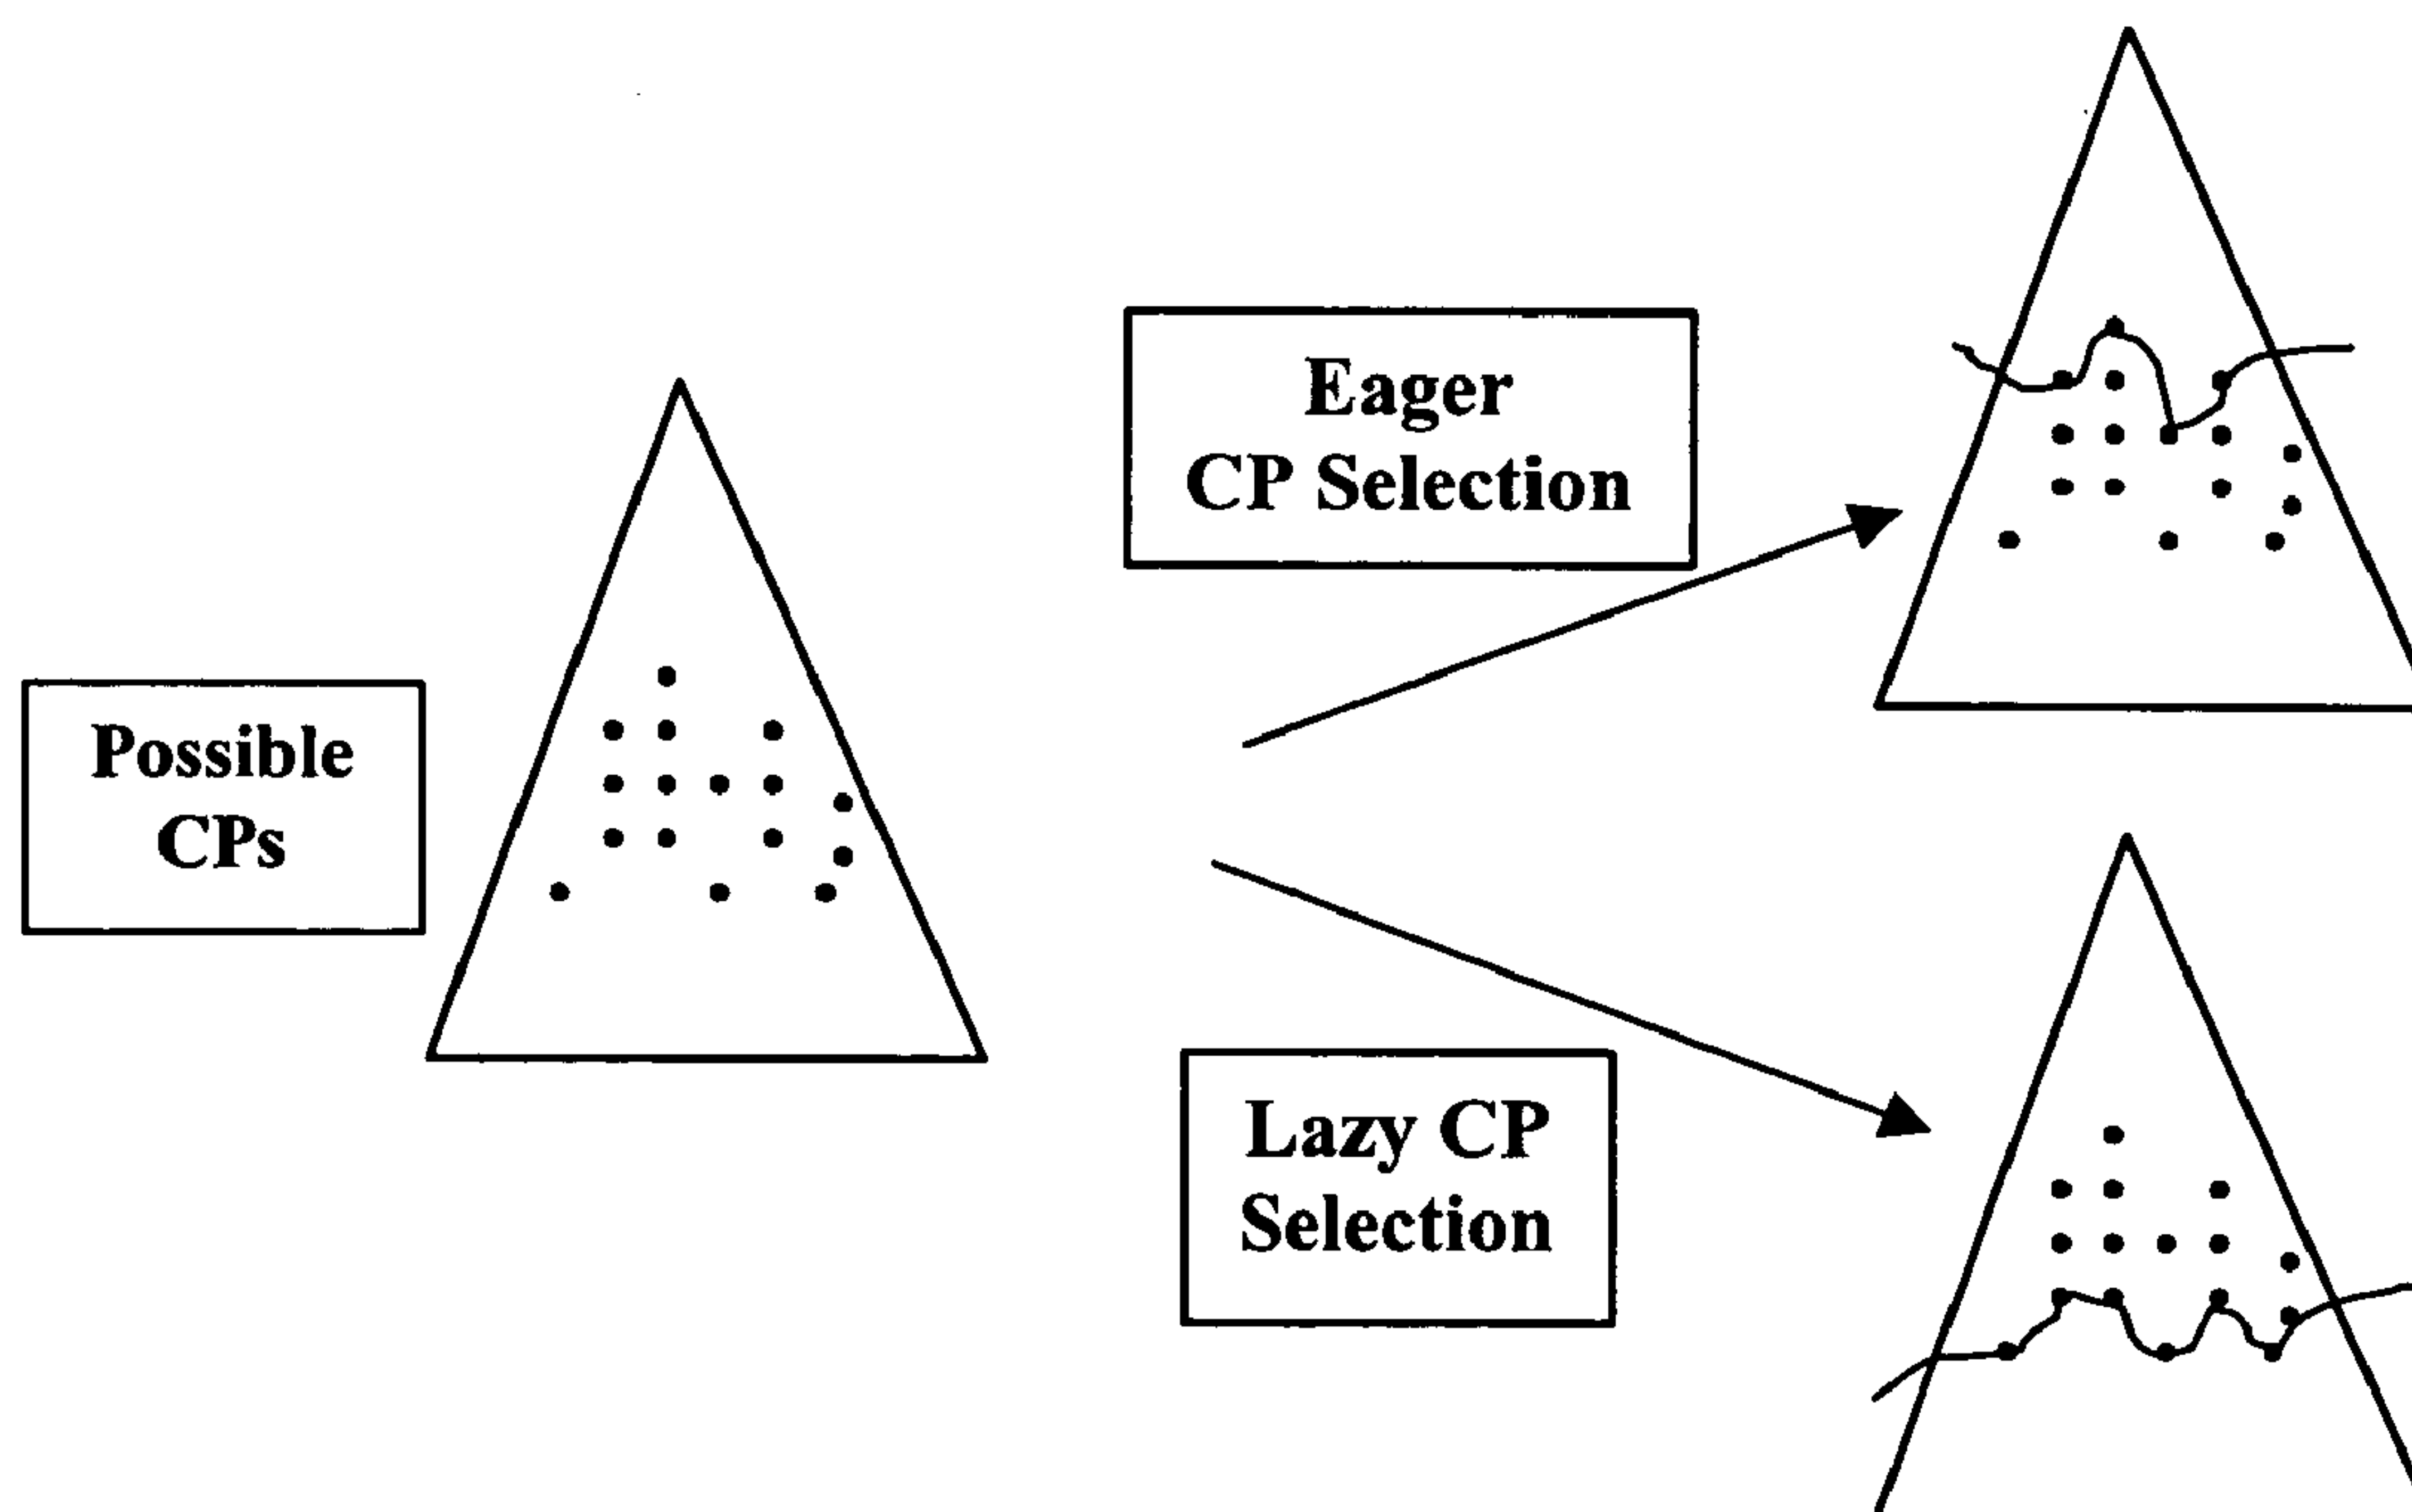 Possible
CPs
Eager
CP Selection
Lazy CP
Selection